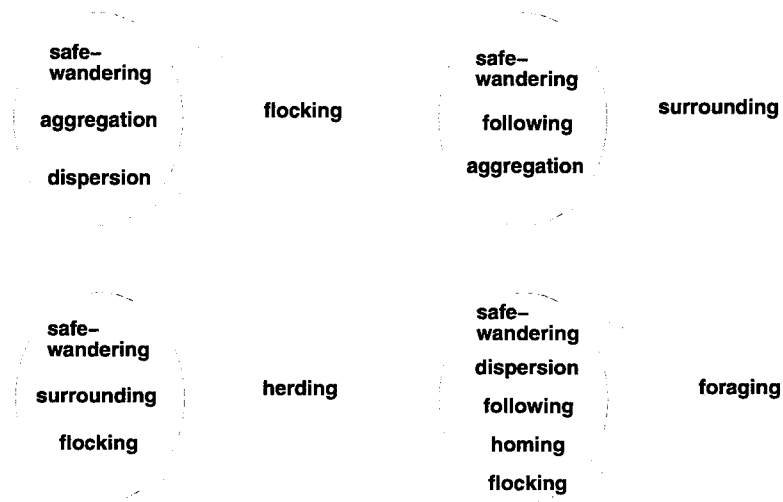 safe–
wandering
aggregation
dispersion
flocking
safe–
wandering
following
aggregation
surrounding
safe–
wandering
surrounding
flocking
herding
safe–
wandering
dispersion
following
homing
flocking
foraging